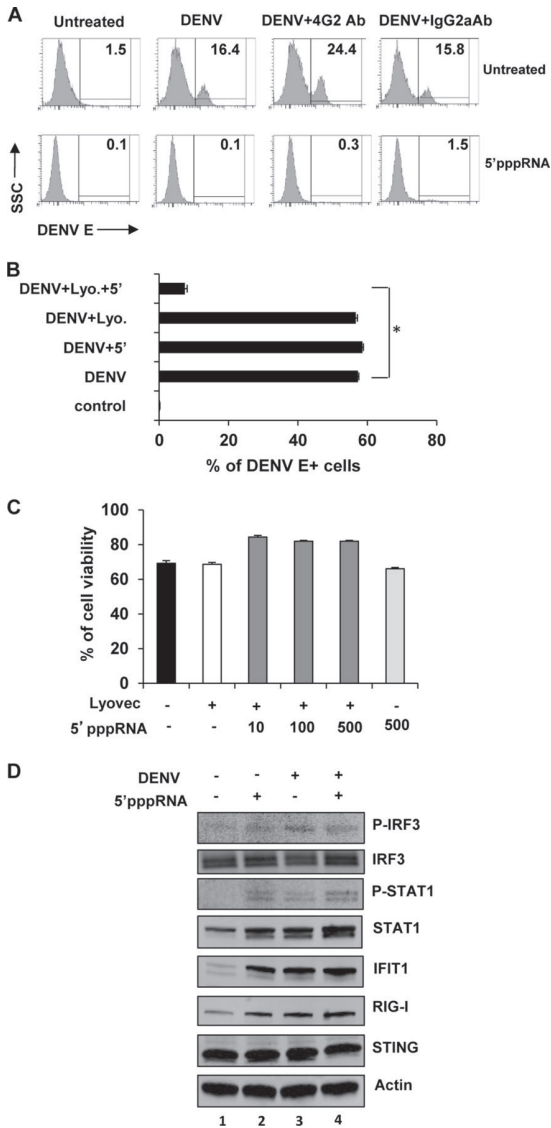 A
Untreated DENV DENV+4G2 Ab DENV+IgG2aAb
1.5 16.4 24.4 15.8 Untreated
0.1 0.1 0.3 1.5 5'pppRNA
SSC
DENV E
B
DENV+Lyo.+5'
DENV+Lyo.
DENV+5'
DENV
control
*
0 20 40 60 80
% of DENV E+ cells
C
100
80
60
40
20
0
% of cell viability
Lyovec - + + + + -
5' pppRNA - - 10 100 500 500
D
DENV - - + +
5'pppRNA - + - +
P-IRF3
IRF3
P-STAT1
STAT1
IFIT1
RIG-I
STING
Actin
1 2 3 4